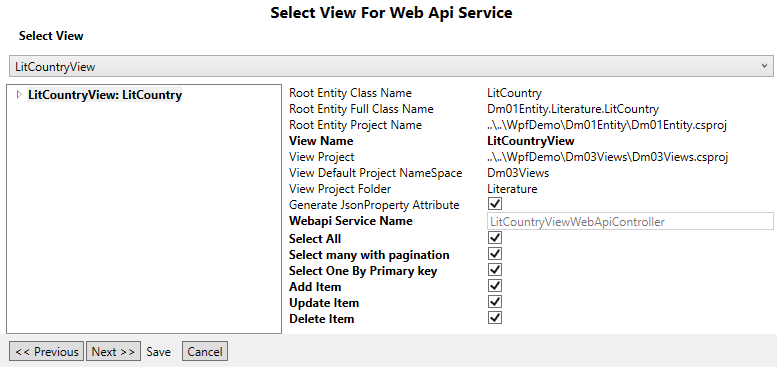 Select View For Web Api Service
Select View
LitCountryView
LitCountryView: LitCountry
Root Entity Class Name LitCountry
Root Entity Full Class Name Dm01Entity.Literature.LitCountry
Root Entity Project Name ..\..\WpfDemo\Dm01Entity\Dm01Entity.csproj
View Name LitCountryView
View Project ..\..\WpfDemo\Dm03Views\Dm03Views.csproj
View Default Project NameSpace Dm03Views
View Project Folder Literature
Generate JsonProperty Attribute
Webapi Service Name LitCountryViewWebApiController
Select All
Select many with pagination
Select One By Primary key
Add Item
Update Item
Delete Item
<< Previous Next >> Save Cancel